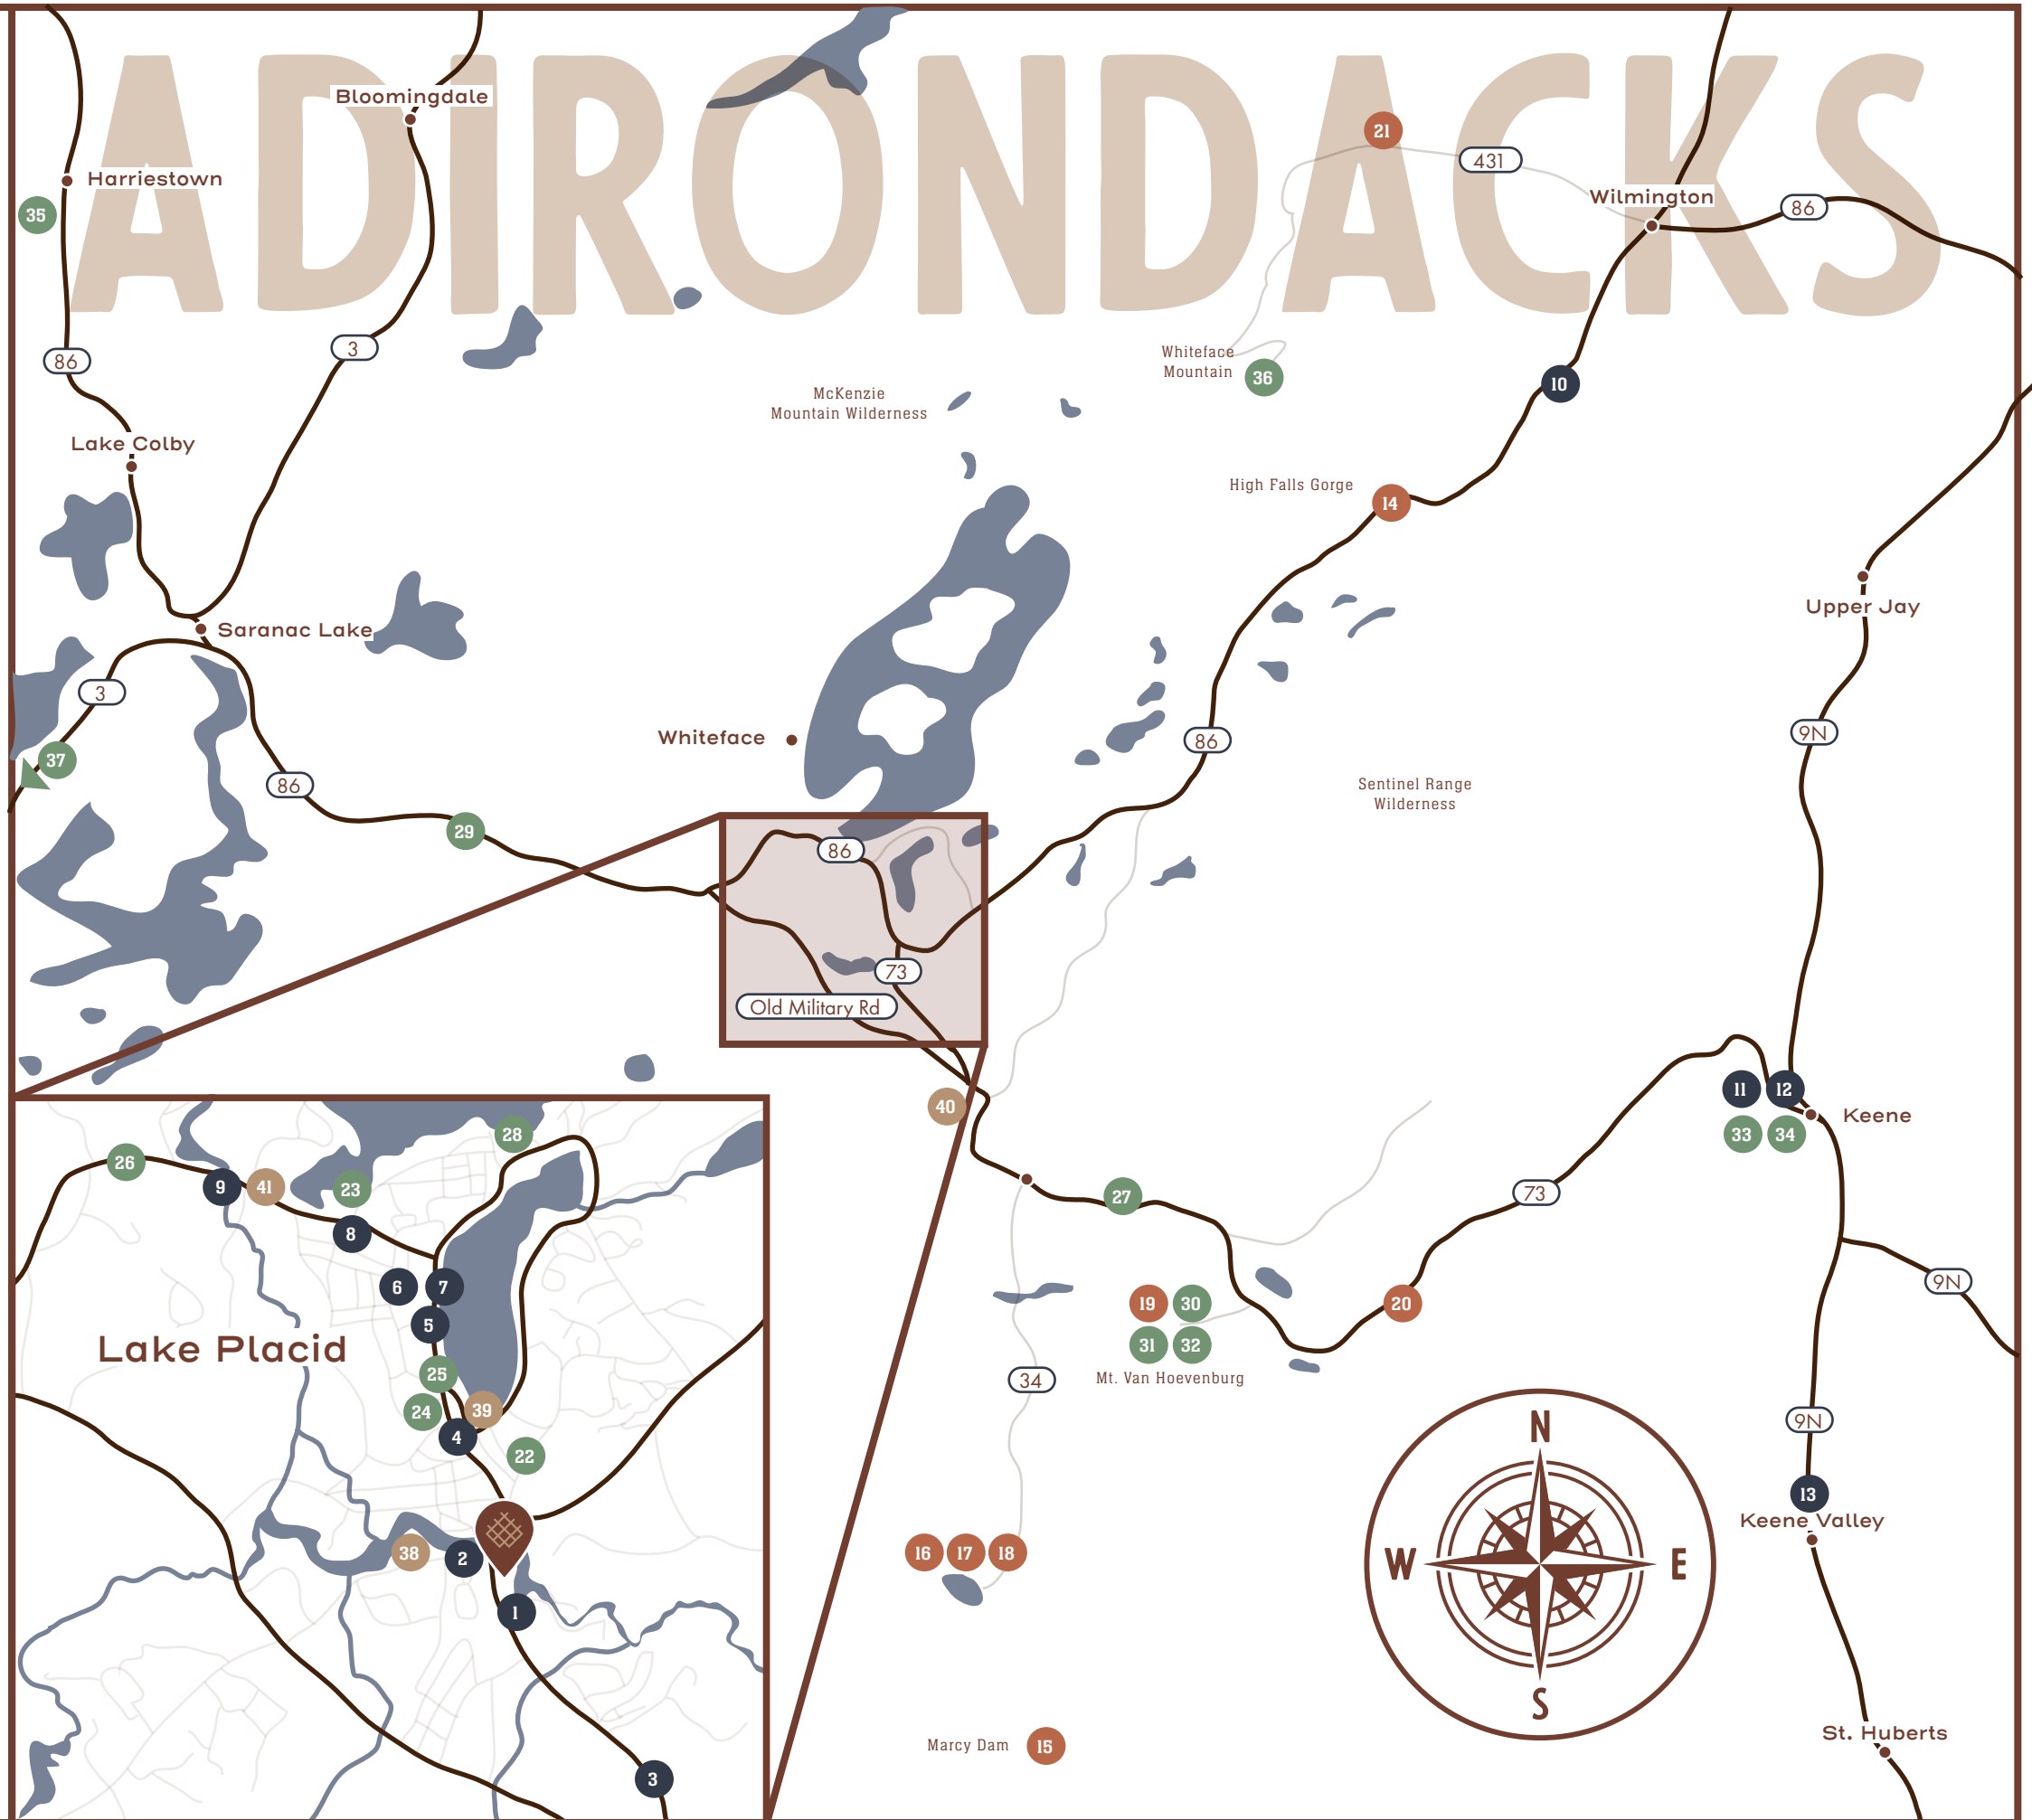 ADIRONDACKS
Bloomingdale
21
431
Harriestown
Wilmington
35
86
3
86
Whiteface
Mountain
36
10
McKenzie
Mountain Wilderness
Lake Colby
High Falls Gorge
14
Upper Jay
Saranac Lake
3
Whiteface
86
9N
37
86
Sentinel Range
Wilderness
29
86
73
Old Military Rd
40
11
12
Keene
33
34
28
26
9
41
23
27
73
8
6
7
9N
19
30
5
20
Lake Placid
31
32
25
Mt. Van Hoevenburg
34
24
39
4
22
9N
N
13
Keene Valley
38
2
16
17
18
W
E
1
S
St. Huberts
Marcy Dam
15
3